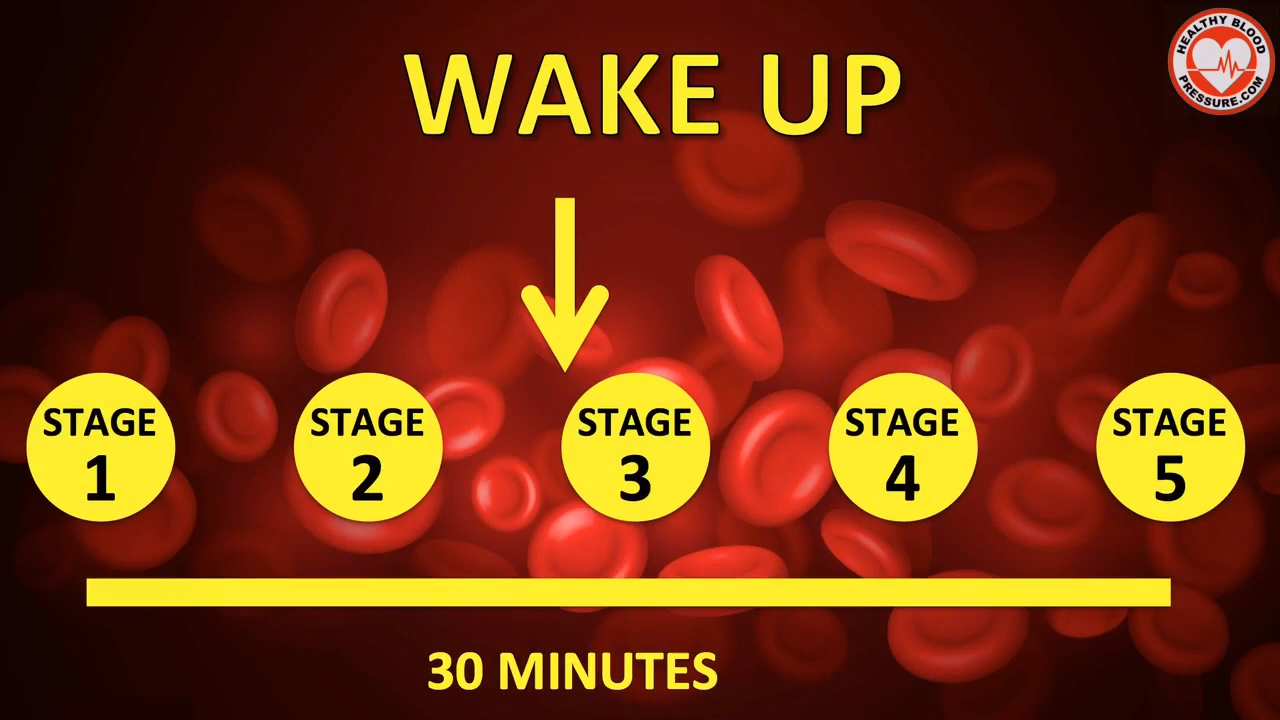 HEALTHY BLOOD
PRESSURE.COM
WAKE UP
STAGE
1
STAGE
2
STAGE
3
STAGE
4
STAGE
5
30 MINUTES